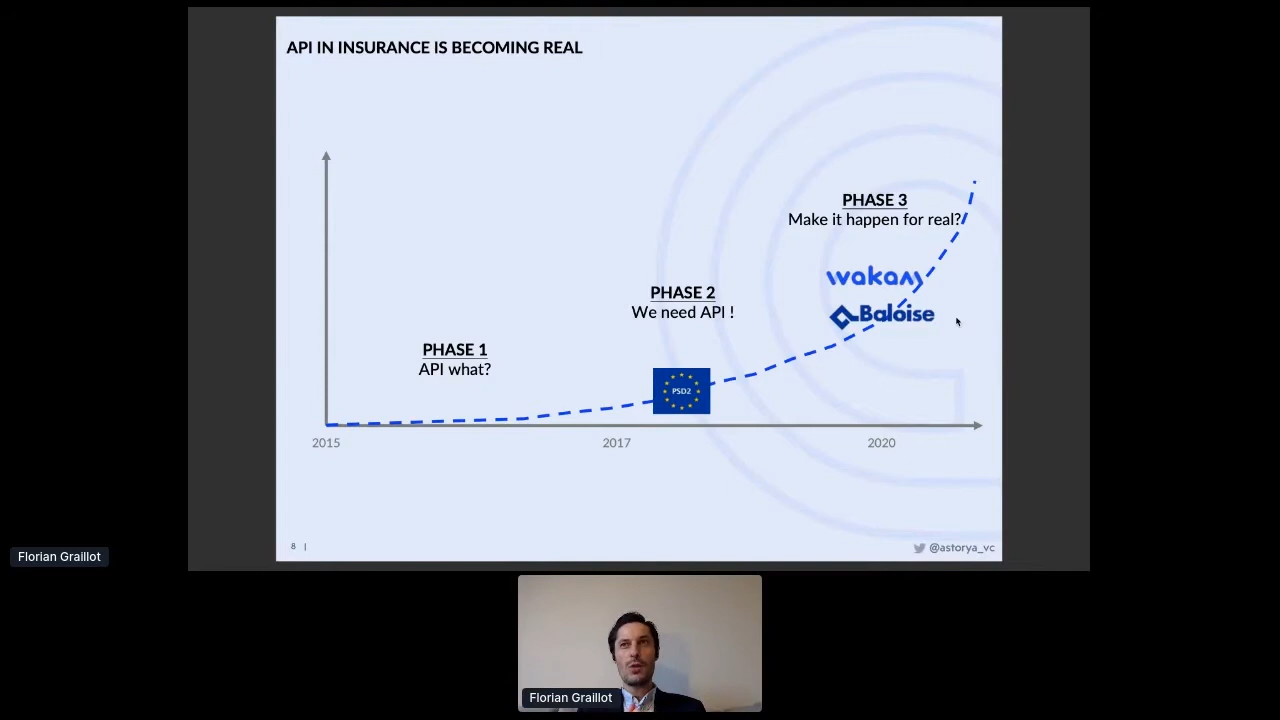 API IN INSURANCE IS BECOMING REAL
PHASE 3
Make it happen for real?
wakam
Baloise
PHASE 2
We need API !
PHASE 1
API what?
PSD2
2015
2017
2020
8 |
@astorya_vc
Florian Graillot
Florian Graillot